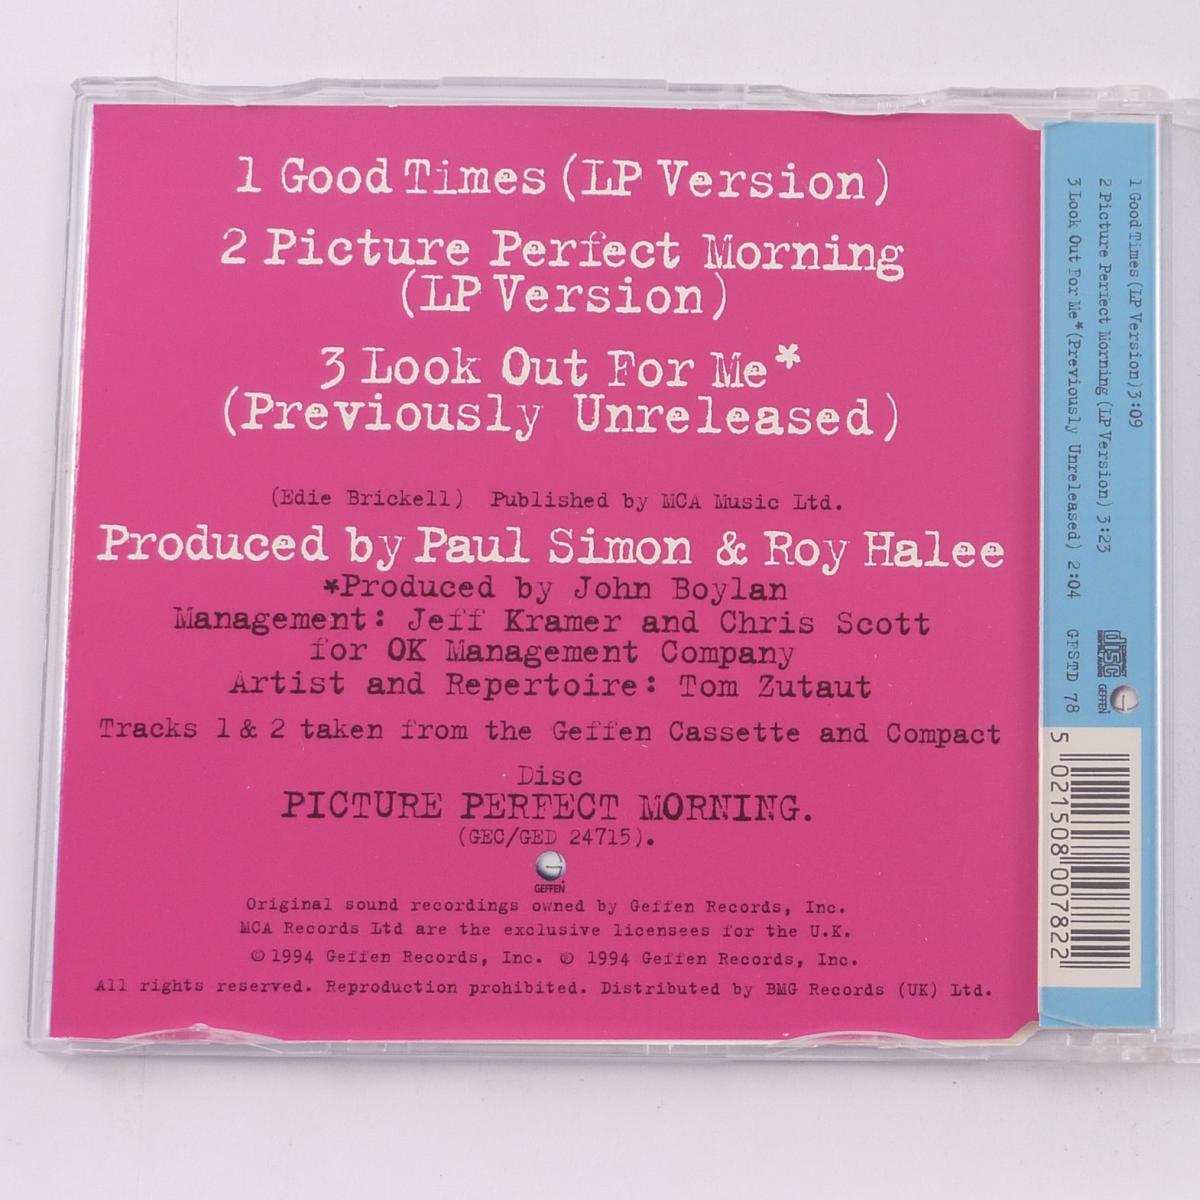 1 Good Times (LP Version)
2 Picture Perfect Morning
(LP Version)
3 Look Out For Me*
(Previously Unreleased)
(Edie Brickell) Published by MCA Music Ltd.
Produced by Paul Simon & Roy Halee
*Produced by John Boylan
Management: Jeff Kramer and Chris Scott
for OK Management Company
Artist and Repertoire: Tom Zutaut
Tracks 1 & 2 taken from the Geffen Cassette and Compact
Disc
PICTURE PERFECT MORNING.
(GEC/GED 24715).
GEFFEN
Original sound recordings owned by Geffen Records, Inc.
MCA Records Ltd are the exclusive licensees for the U.K.
℗ 1994 Geffen Records, Inc. © 1994 Geffen Records, Inc.
All rights reserved. Reproduction prohibited. Distributed by BMG Records (UK) Ltd.
1 Good Times (LP Version) 3:09
2 Picture Perfect Morning (LP Version) 3:23
3 Look Out For Me* (Previously Unreleased) 2:04
COMPACT
disc
DIGITAL AUDIO
GEFFEN
GFSTD 78
5 021508 007822